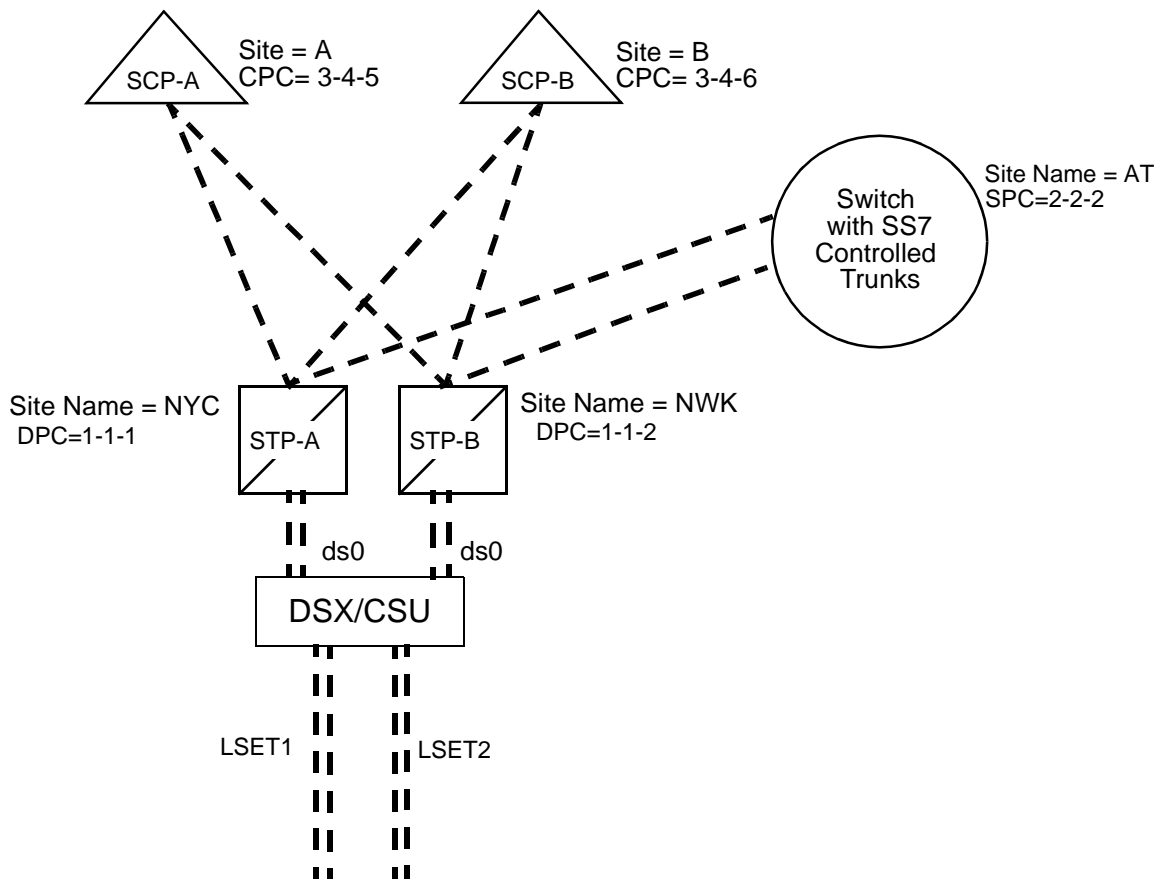 Site = A
CPC= 3-4-5
SCP-A
Site = B
CPC= 3-4-6
SCP-B
Site Name = AT
SPC=2-2-2
Switch
with SS7
Controlled
Trunks
Site Name = NYC
DPC=1-1-1
STP-A
Site Name = NWK
DPC=1-1-2
STP-B
ds0
ds0
DSX/CSU
LSET1
LSET2